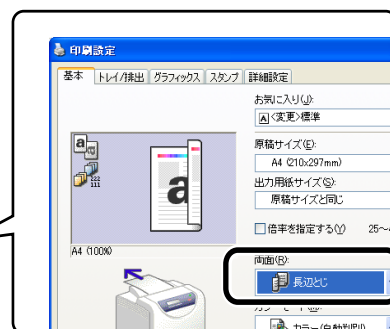 印刷設定
基本 トレイ/排出 グラフィックス スタンプ 詳細設定
お気に入り(J):
A <変更>標準
原稿サイズ(E):
A4 (210x297mm)
出力用紙サイズ(S):
原稿サイズと同じ
倍率を指定する(Y) 25～
A4 (100%)
両面(R):
長辺とじ
カラー(自動判別)